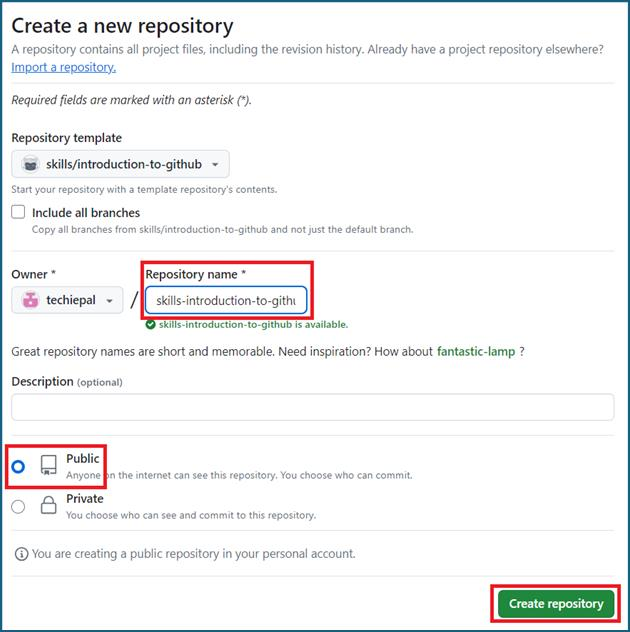 Create a new repository
A repository contains all project files, including the revision history. Already have a project repository elsewhere?
Import a repository.
Required fields are marked with an asterisk (*).
Repository template
skills/introduction-to-github
Start your repository with a template repository's contents.
Include all branches
Copy all branches from skills/introduction-to-github and not just the default branch.
Owner * Repository name *
techiepal / skills-introduction-to-githu
skills-introduction-to-github is available.
Great repository names are short and memorable. Need inspiration? How about fantastic-lamp ?
Description (optional)
Public
Anyone on the internet can see this repository. You choose who can commit.
Private
You choose who can see and commit to this repository.
You are creating a public repository in your personal account.
Create repository